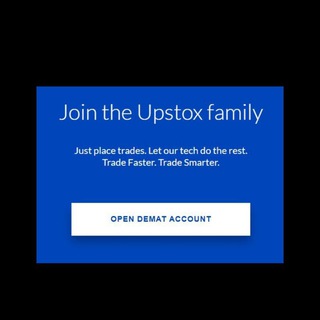 Join the Upstox family
Just place trades. Let our tech do the rest.
Trade Faster. Trade Smarter.
OPEN DEMAT ACCOUNT